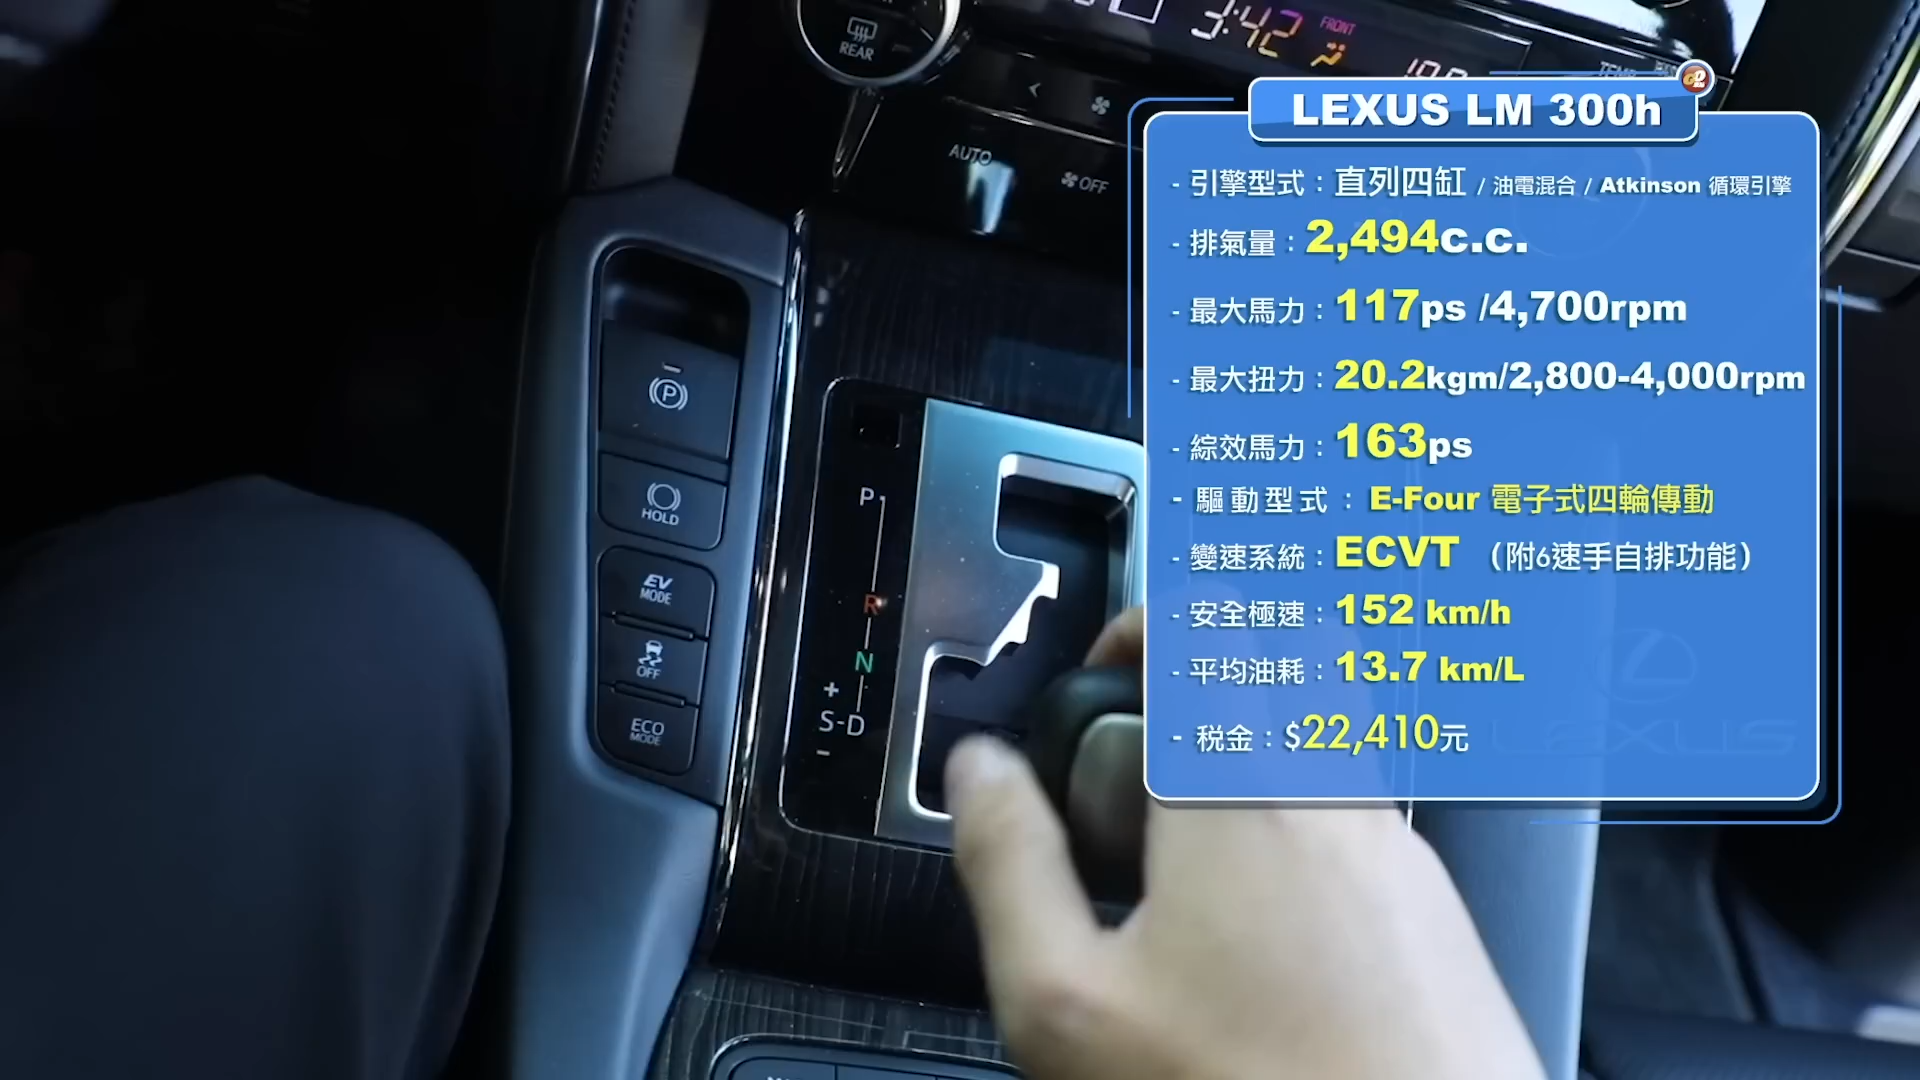 REAR
3:42
FRONT
AUTO
OFF
LEXUS LM 300h
- 引擎型式：直列四缸 / 油電混合 / Atkinson 循環引擎
- 排氣量：2,494c.c.
- 最大馬力：117ps /4,700rpm
- 最大扭力：20.2kgm/2,800-4,000rpm
- 綜效馬力：163ps
- 驅動型式：E-Four 電子式四輪傳動
- 變速系統：ECVT （附6速手自排功能）
- 安全極速：152 km/h
- 平均油耗：13.7 km/L
- 税金：$22,410元
LEXUS
P
HOLD
EV
MODE
OFF
ECO
MODE
P
R
N
+
S-D
−